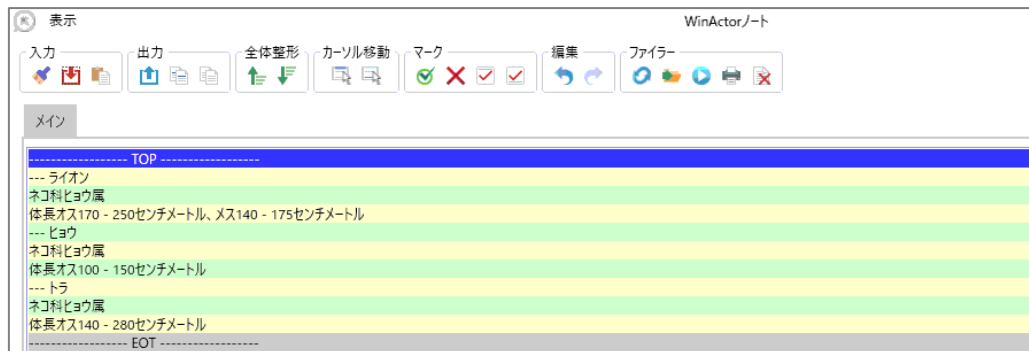 表示 WinActorノート
入力 出力 全体整形 カーソル移動 マーク 編集 ファイラー
メイン
------------------ TOP ------------------
--- ライオン
ネコ科ヒョウ属
体長オス170 - 250センチメートル、メス140 - 175センチメートル
--- ヒョウ
ネコ科ヒョウ属
体長オス100 - 150センチメートル
--- トラ
ネコ科ヒョウ属
体長オス140 - 280センチメートル
------------------ EOT ------------------